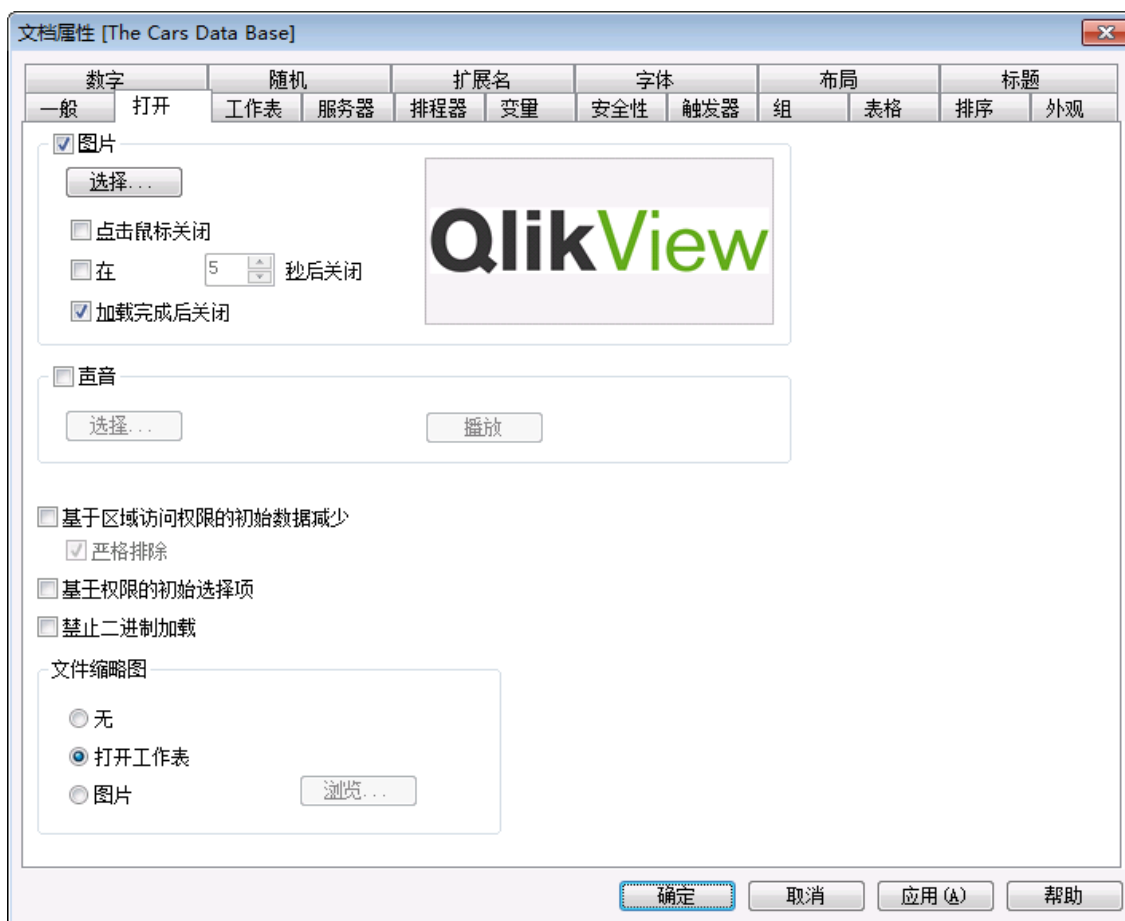 文档属性 [The Cars Data Base]
数字 随机 扩展名 字体 布局 标题
一般 打开 工作表 服务器 排程器 变量 安全性 触发器 组 表格 排序 外观
图片
选择...
QlikView
点击鼠标关闭
在 5 秒后关闭
加载完成后关闭
声音
选择... 播放
基于区域访问权限的初始数据减少
严格排除
基于权限的初始选择项
禁止二进制加载
文件缩略图
无
打开工作表
图片 浏览...
确定 取消 应用(A) 帮助